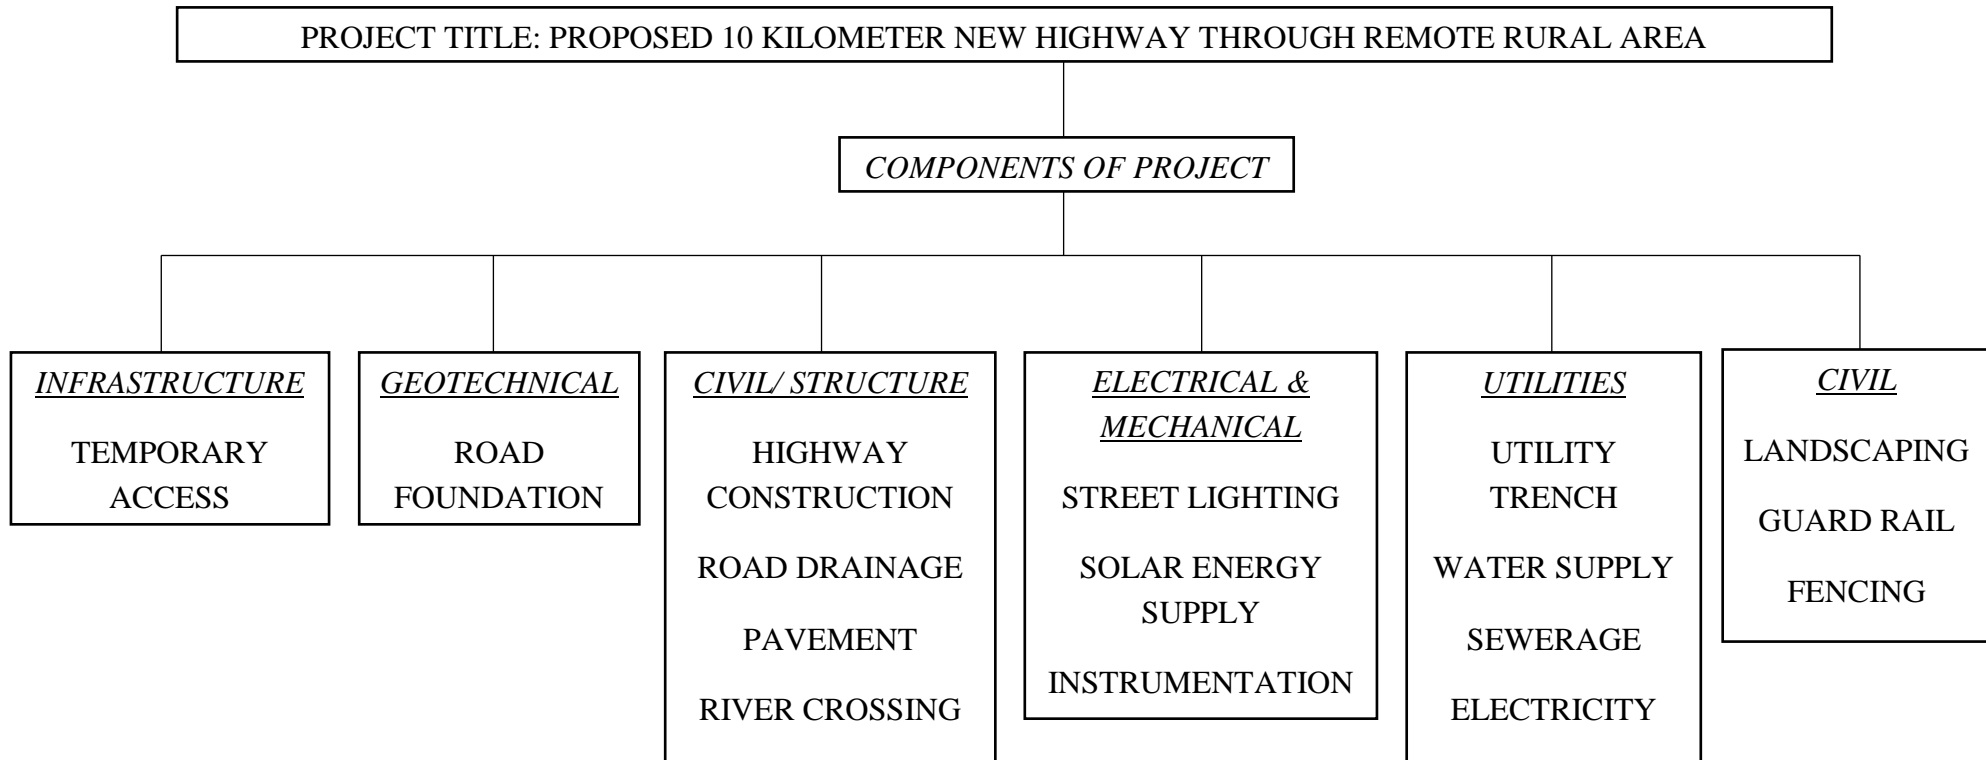 PROJECT TITLE: PROPOSED 10 KILOMETER NEW HIGHWAY THROUGH REMOTE RURAL AREA
COMPONENTS OF PROJECT
INFRASTRUCTURE
TEMPORARY
ACCESS
GEOTECHNICAL
ROAD
FOUNDATION
CIVIL/ STRUCTURE
HIGHWAY
CONSTRUCTION
ROAD DRAINAGE
PAVEMENT
RIVER CROSSING
ELECTRICAL &
MECHANICAL
STREET LIGHTING
SOLAR ENERGY
SUPPLY
INSTRUMENTATION
UTILITIES
UTILITY
TRENCH
WATER SUPPLY
SEWERAGE
ELECTRICITY
CIVIL
LANDSCAPING
GUARD RAIL
FENCING